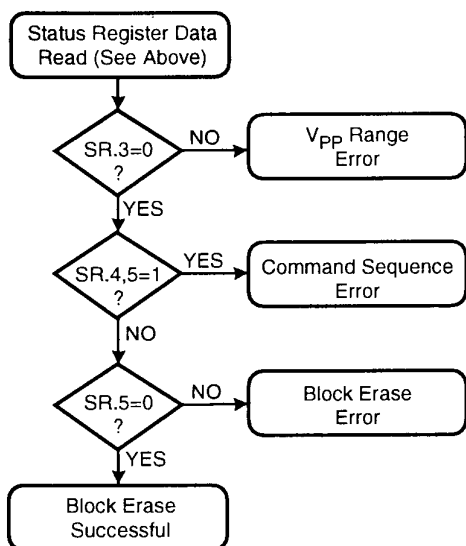 Status Register Data
Read (See Above)
SR.3=0
?
NO
VPP Range
Error
YES
SR.4,5=1
?
YES
Command Sequence
Error
NO
SR.5=0
?
NO
Block Erase
Error
YES
Block Erase
Successful